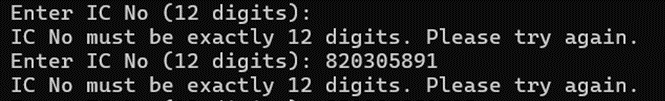 Enter IC No (12 digits):
IC No must be exactly 12 digits. Please try again.
Enter IC No (12 digits): 820305891
IC No must be exactly 12 digits. Please try again.